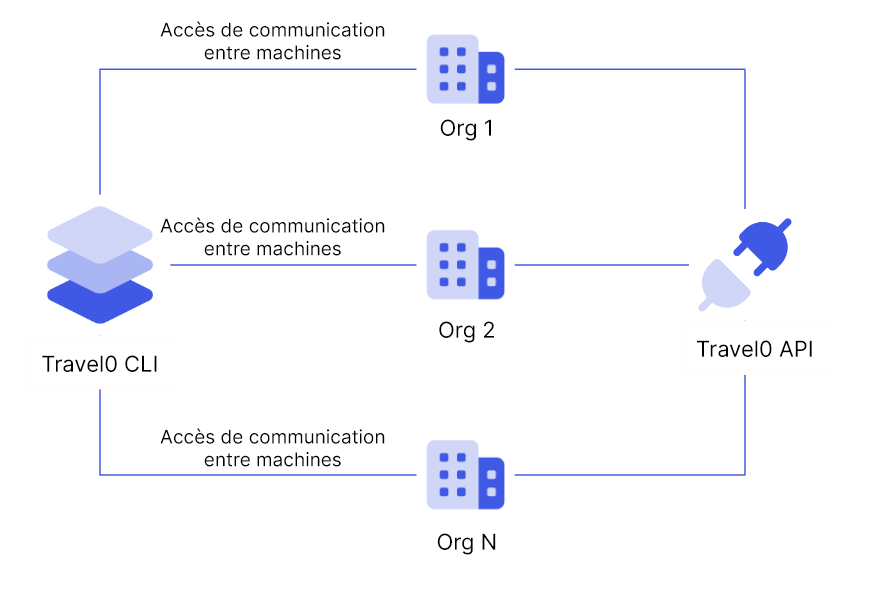 Accès de communication
entre machines
Org 1
Accès de communication
entre machines
Org 2
Travel0 CLI
Travel0 API
Accès de communication
entre machines
Org N